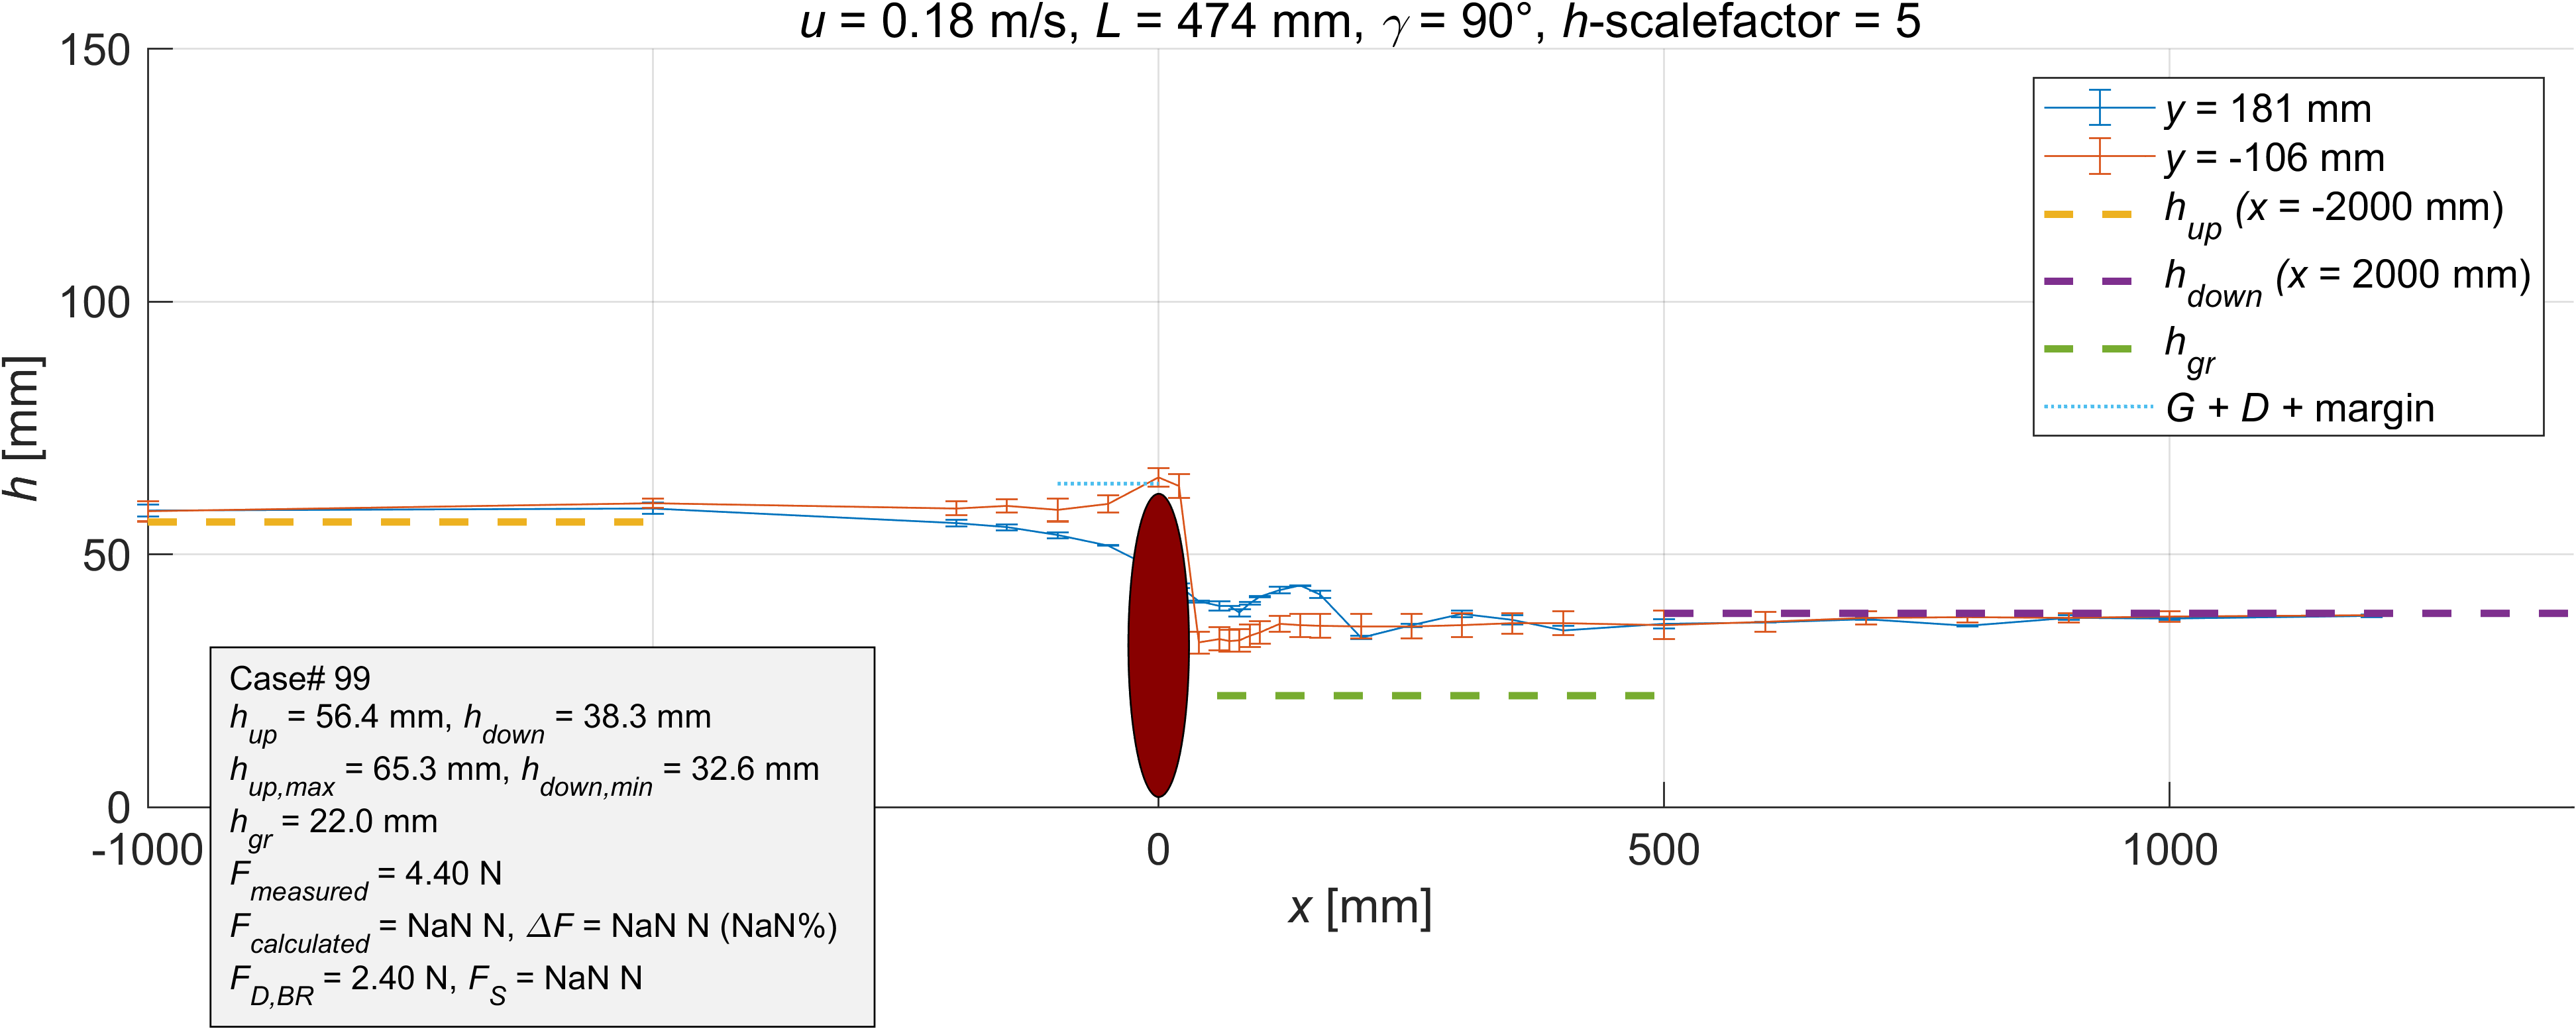 u = 0.18 m/s, L = 474 mm, γ = 90°, h-scalefactor = 5
150
100
50
0
h [mm]
-1000
0
500
1000
x [mm]
y = 181 mm
y = -106 mm
h_up (x = -2000 mm)
h_down (x = 2000 mm)
h_gr
G + D + margin
Case# 99
h_up = 56.4 mm, h_down = 38.3 mm
h_up,max = 65.3 mm, h_down,min = 32.6 mm
h_gr = 22.0 mm
F_measured = 4.40 N
F_calculated = NaN N, ΔF = NaN N (NaN%)
F_D,BR = 2.40 N, F_S = NaN N